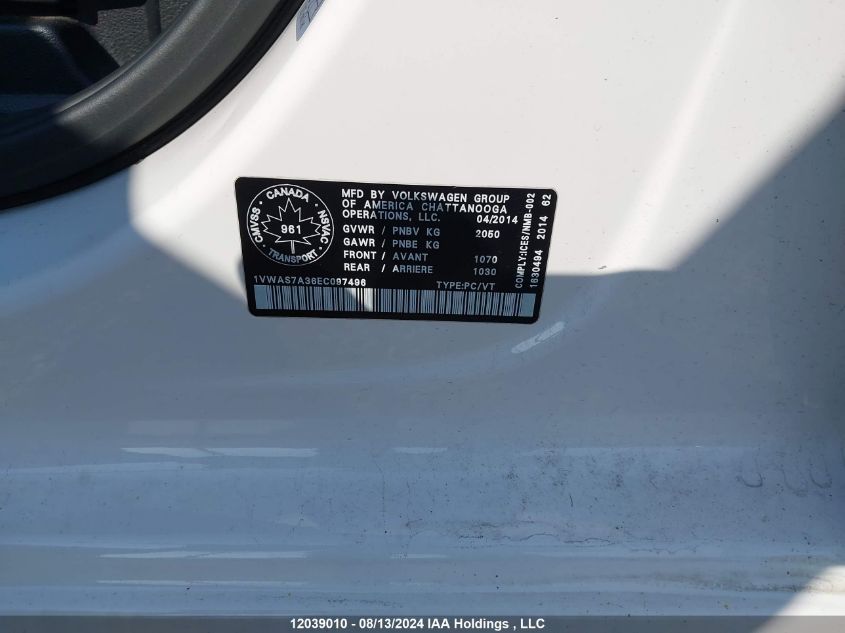 CANADA
CMVSS
NSVAC
961
TRANSPORT
MFD BY VOLKSWAGEN GROUP
OF AMERICA CHATTANOOGA
OPERATIONS, LLC. 04/2014
GVWR / PNBV KG 2050
GAWR / PNBE KG
FRONT / AVANT 1070
REAR / ARRIERE 1030
1VWAS7A36EC097496 TYPE:PC/VT
COMPLY:ICES/NMB-002
1630494 2014 62
12039010 - 08/13/2024 IAA Holdings , LLC